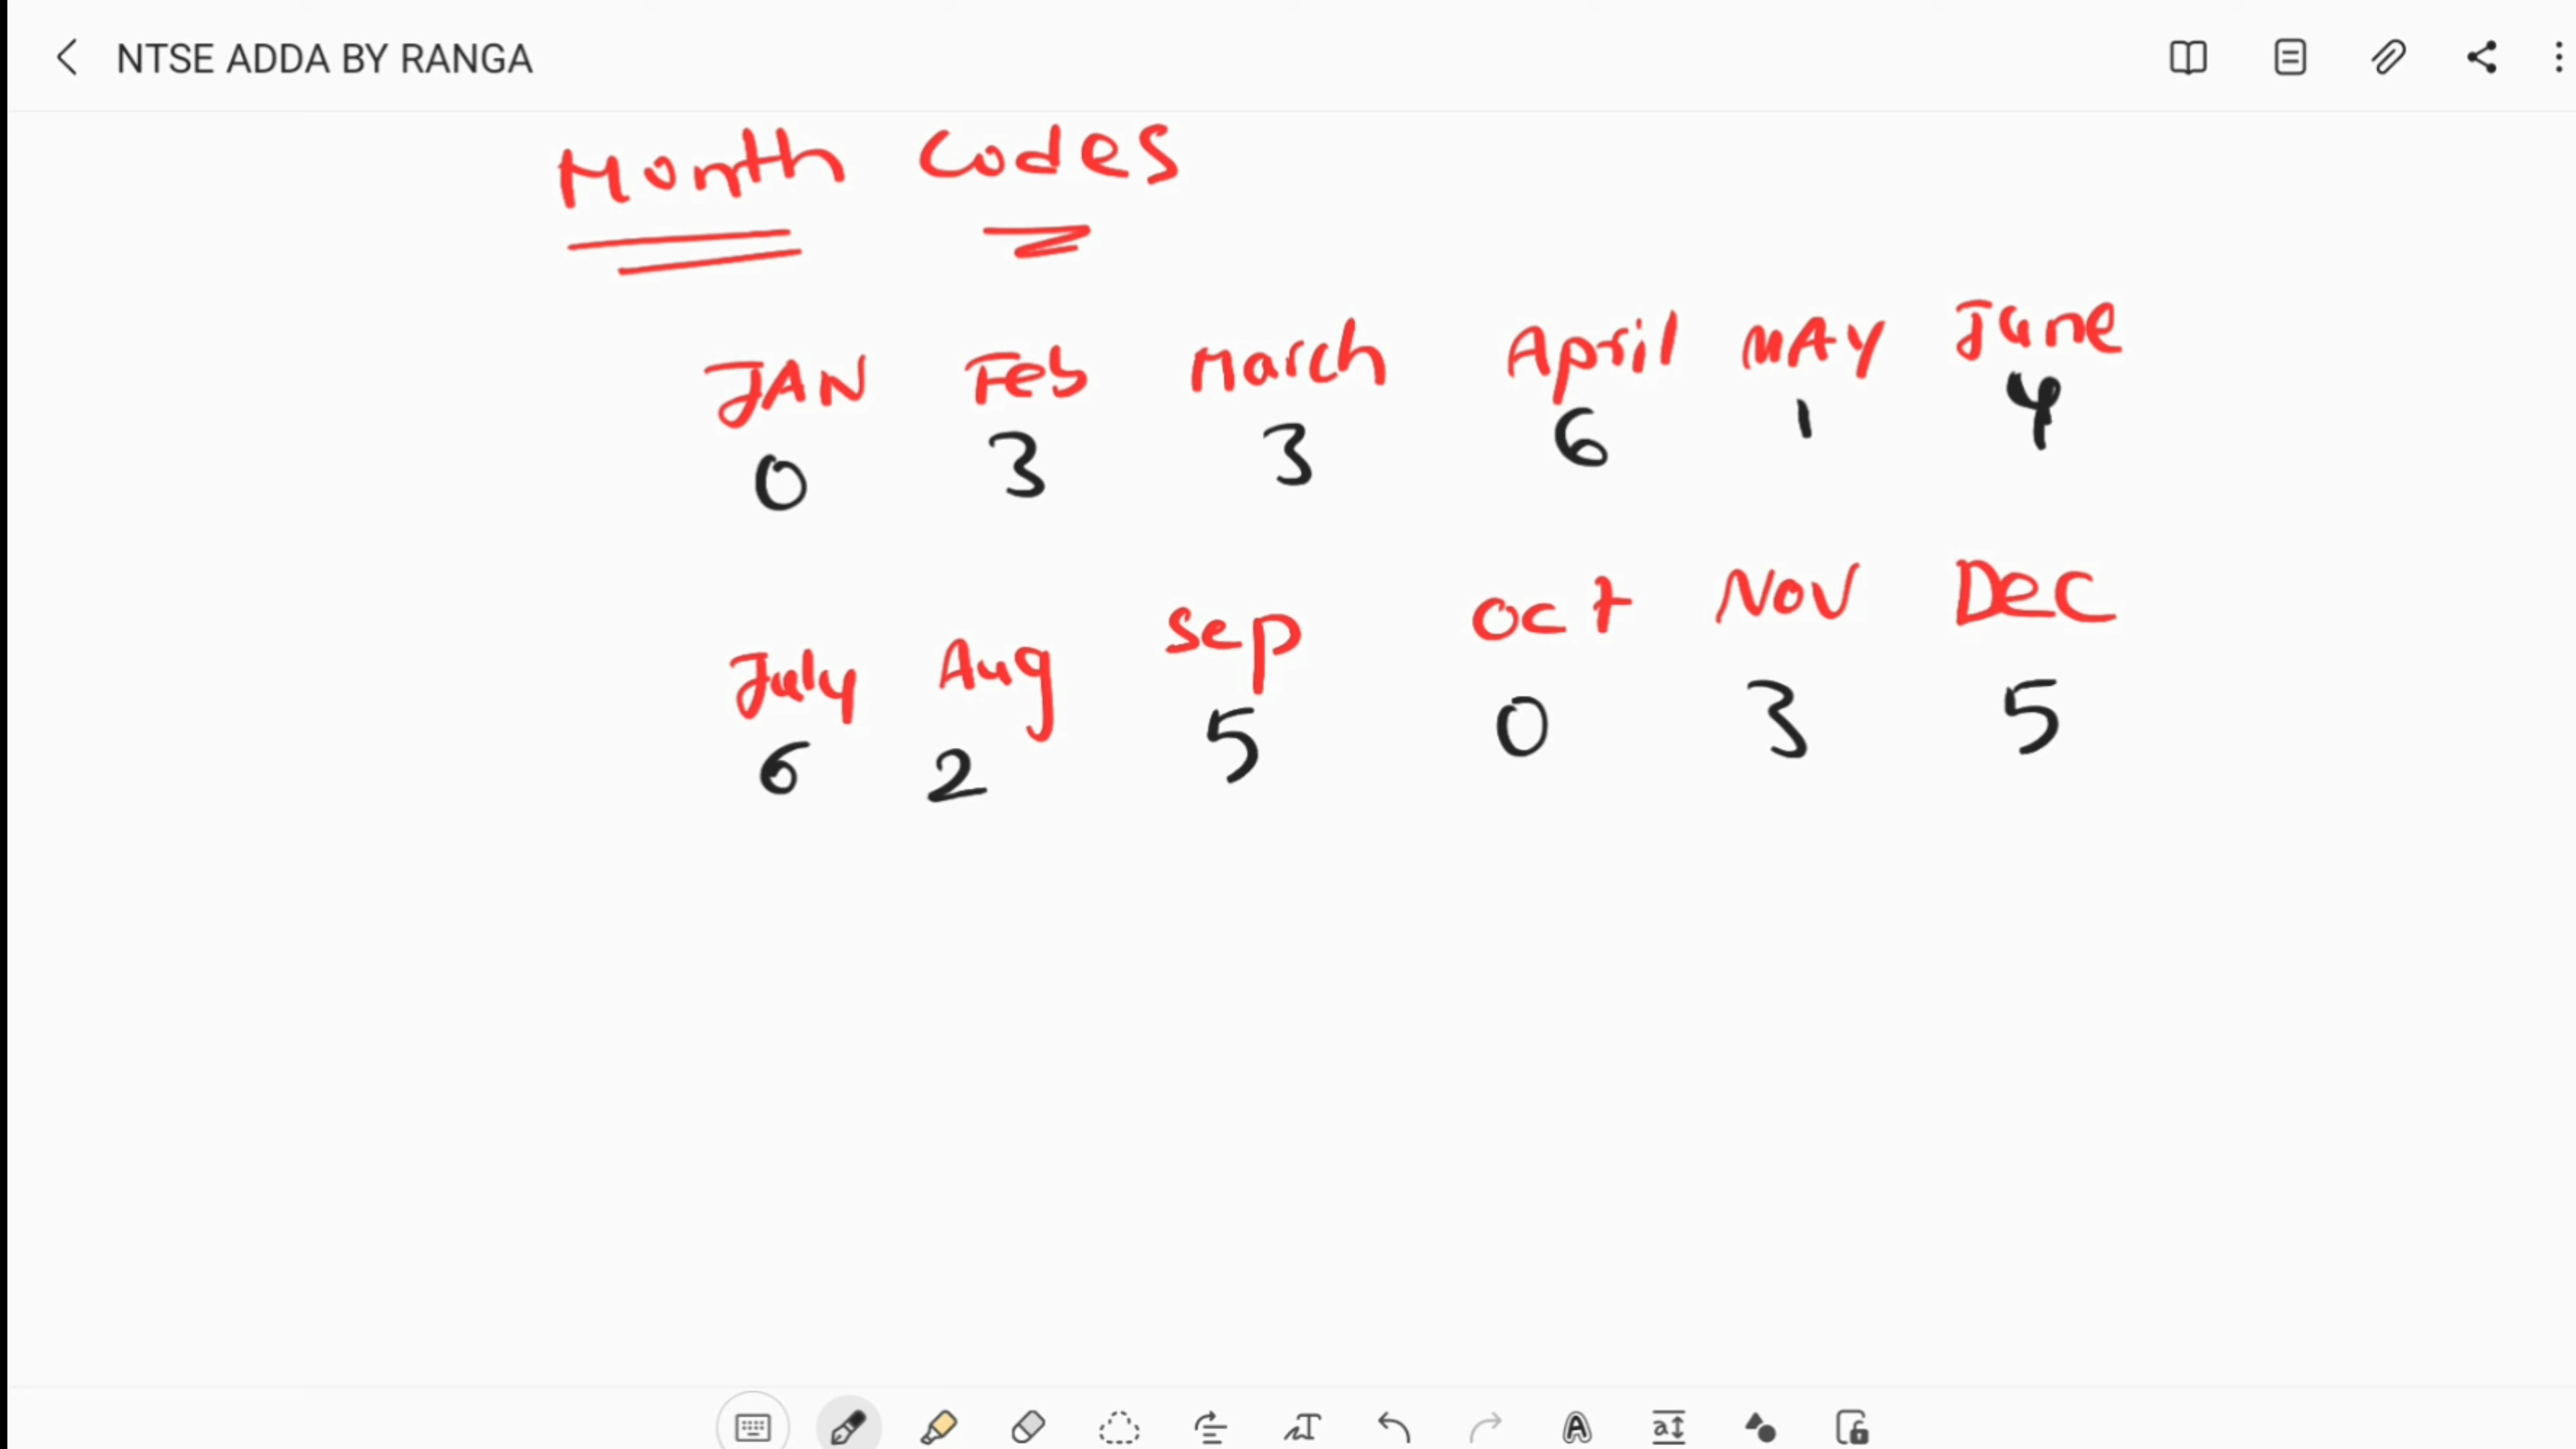 NTSE ADDA BY RANGA
Month Codes
JAN Feb March April MAY June
0 3 3 6 1 4
July Aug Sep Oct Nov DEC
6 2 5 0 3 5